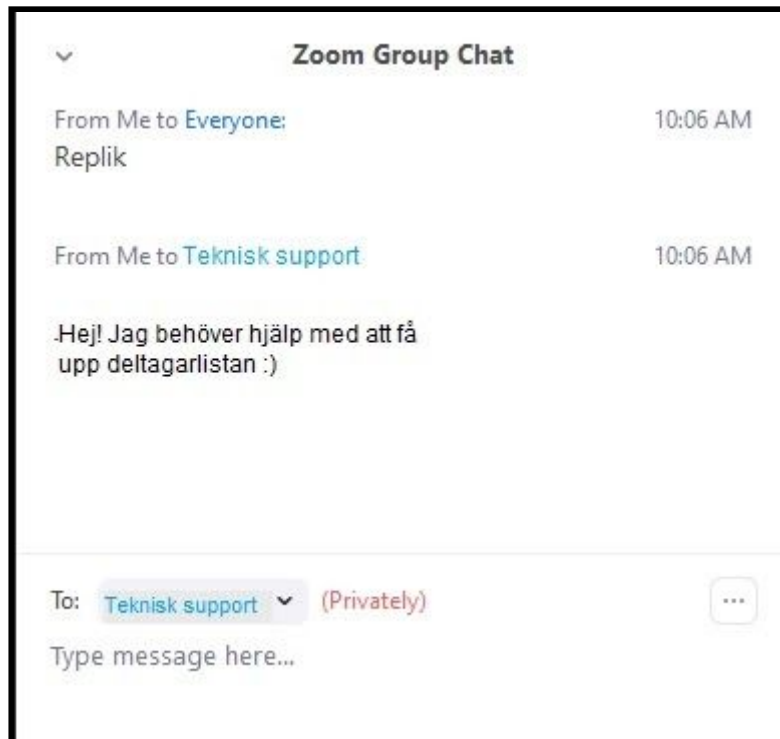 Zoom Group Chat
From Me to Everyone: 10:06 AM
Replik
From Me to Teknisk support 10:06 AM
-Hej! Jag behöver hjälp med att få
upp deltagarlistan :)
To: Teknisk support (Privately) ...
Type message here...